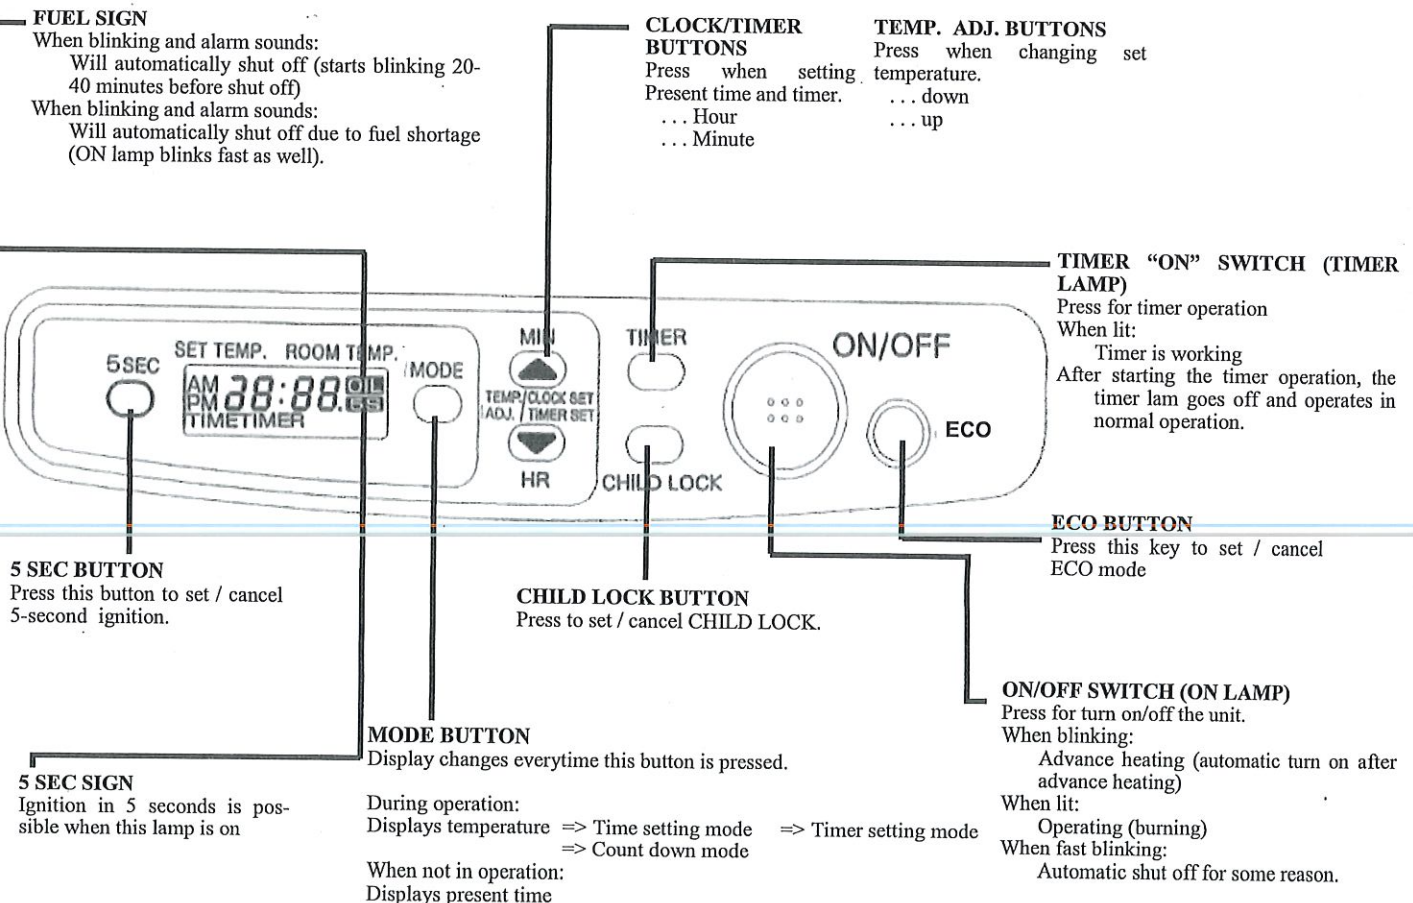 FUEL SIGN
When blinking and alarm sounds:
Will automatically shut off (starts blinking 20-
40 minutes before shut off)
When blinking and alarm sounds:
Will automatically shut off due to fuel shortage
(ON lamp blinks fast as well).
CLOCK/TIMER
BUTTONS
Press when setting
Present time and timer.
. . . Hour
. . . Minute
TEMP. ADJ. BUTTONS
Press when changing set
temperature.
. . . down
. . . up
TIMER “ON” SWITCH (TIMER
LAMP)
Press for timer operation
When lit:
Timer is working
After starting the timer operation, the
timer lam goes off and operates in
normal operation.
5SEC
SET TEMP. ROOM TEMP.
AM
PM
38:88.
OIL
TIMETIMER
MODE
MIN
TEMP./CLOCK SET
ADJ. / TIMER SET
HR
TIMER
CHILD LOCK
ON/OFF
ECO
ECO BUTTON
Press this key to set / cancel
ECO mode
5 SEC BUTTON
Press this button to set / cancel
5-second ignition.
CHILD LOCK BUTTON
Press to set / cancel CHILD LOCK.
ON/OFF SWITCH (ON LAMP)
Press for turn on/off the unit.
When blinking:
Advance heating (automatic turn on after
advance heating)
When lit:
Operating (burning)
When fast blinking:
Automatic shut off for some reason.
MODE BUTTON
Display changes everytime this button is pressed.
During operation:
Displays temperature => Time setting mode => Timer setting mode
=> Count down mode
When not in operation:
Displays present time
5 SEC SIGN
Ignition in 5 seconds is pos-
sible when this lamp is on